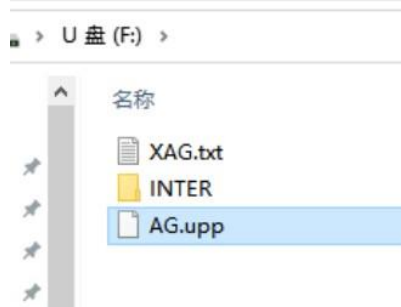 > U 盘 (F:) >
名称
XAG.txt
INTER
AG.upp